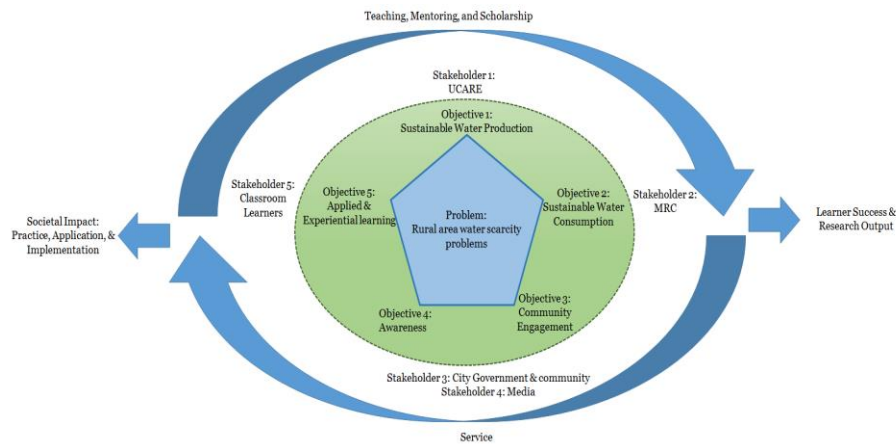 Teaching, Mentoring, and Scholarship
Stakeholder 1:
UCARE
Objective 1:
Sustainable Water Production
Stakeholder 5:
Classroom
Learners
Objective 5:
Applied &
Experiential learning
Problem:
Rural area water scarcity
problems
Objective 2:
Sustainable Water
Consumption
Stakeholder 2:
MRC
Societal Impact:
Practice, Application, &
Implementation
Learner Success &
Research Output
Objective 4:
Awareness
Objective 3:
Community
Engagement
Stakeholder 3: City Government & community
Stakeholder 4: Media
Service